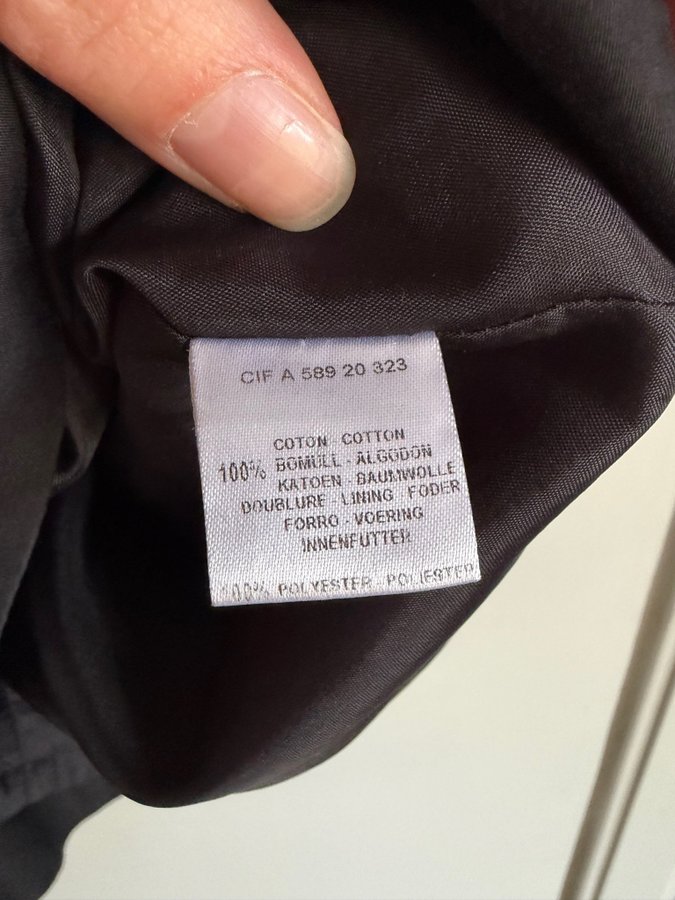 CIF A 589 20 323
COTON COTTON
100% BOMULL - ALGODON
KATOEN - BAUMWOLLE
DOUBLURE - LINING FODER
FORRO - VOERING
INNENFUTTER
100% POLYESTER POLIESTER